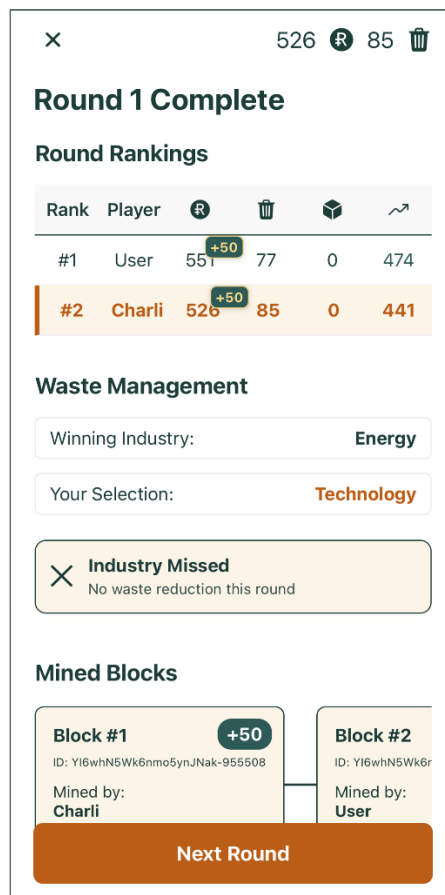 526 85
Round 1 Complete
Round Rankings
Rank Player
+50
#1 User 551 77 0 474
+50
#2 Charli 526 85 0 441
Waste Management
Winning Industry: Energy
Your Selection: Technology
Industry Missed
No waste reduction this round
Mined Blocks
Block #1 +50 Block #2
ID: YI6whN5Wk6nmo5ynJNak-955508 ID: YI6whN5Wk6r
Mined by: Mined by:
Charli User
Next Round